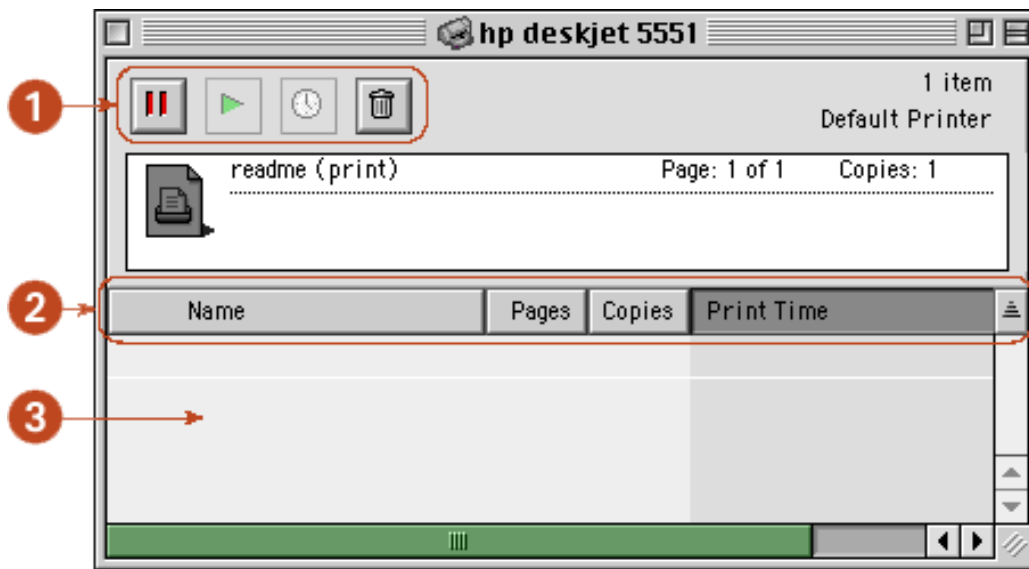 hp deskjet 5551
1
1 item
Default Printer
readme (print) Page: 1 of 1 Copies: 1
2
Name Pages Copies Print Time
3